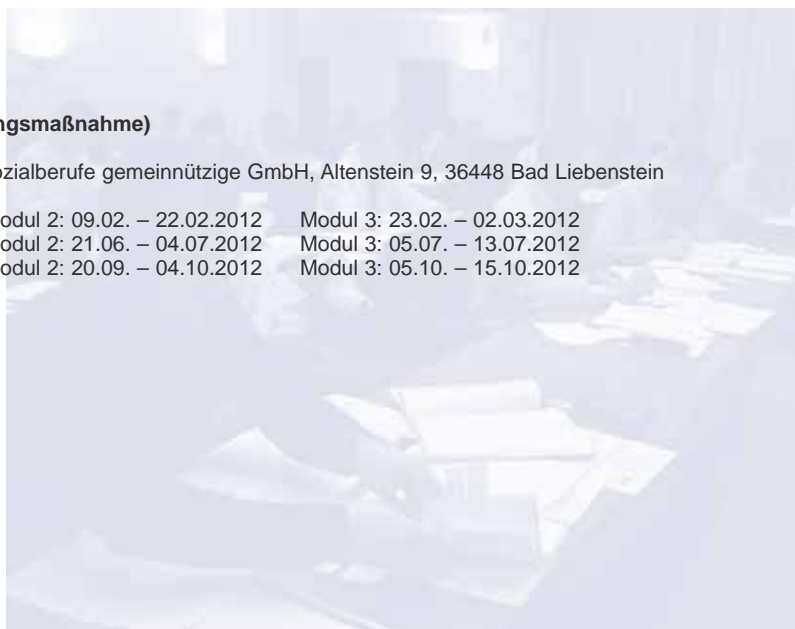 ngsmaßnahme)
ozialberufe gemeinnützige GmbH, Altenstein 9, 36448 Bad Liebenstein
odul 2: 09.02. – 22.02.2012 Modul 3: 23.02. – 02.03.2012
odul 2: 21.06. – 04.07.2012 Modul 3: 05.07. – 13.07.2012
odul 2: 20.09. – 04.10.2012 Modul 3: 05.10. – 15.10.2012